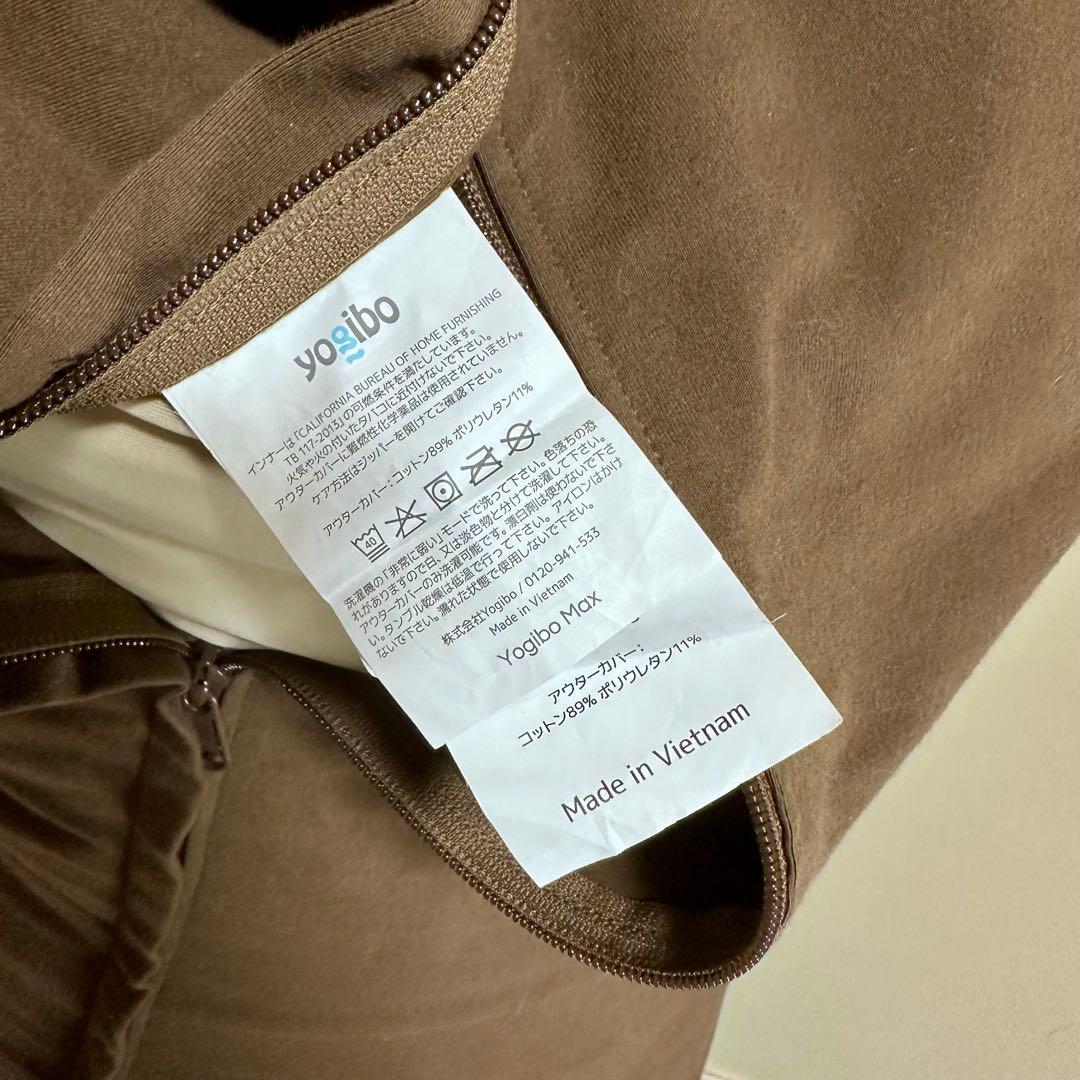 yogibo
インナーは「CALIFORNIA BUREAU OF HOME FURNISHING
TB 117-2013」の可燃条件を満たしています。
火気や火の付いたタバコに近付けないで下さい。
アウターカバーに難燃性化学薬品は使用されていません。
ケア方法はジッパーを開けてご確認下さい。
アウターカバー：コットン89% ポリウレタン11%
40
洗濯機の「非常に弱い」モードで洗って下さい。色落ちの恐
れがありますので白、又は淡色物と分けて洗濯して下さい。
アウターカバーのみ洗濯可能です。漂白剤は使わないで下さ
い。タンブル乾燥は低温で行って下さい。アイロンはかけ
ないで下さい。濡れた状態で使用しないで下さい。
株式会社Yogibo / 0120-941-533
Made in Vietnam
Yogibo Max
アウターカバー：
コットン89% ポリウレタン11%
Made in Vietnam